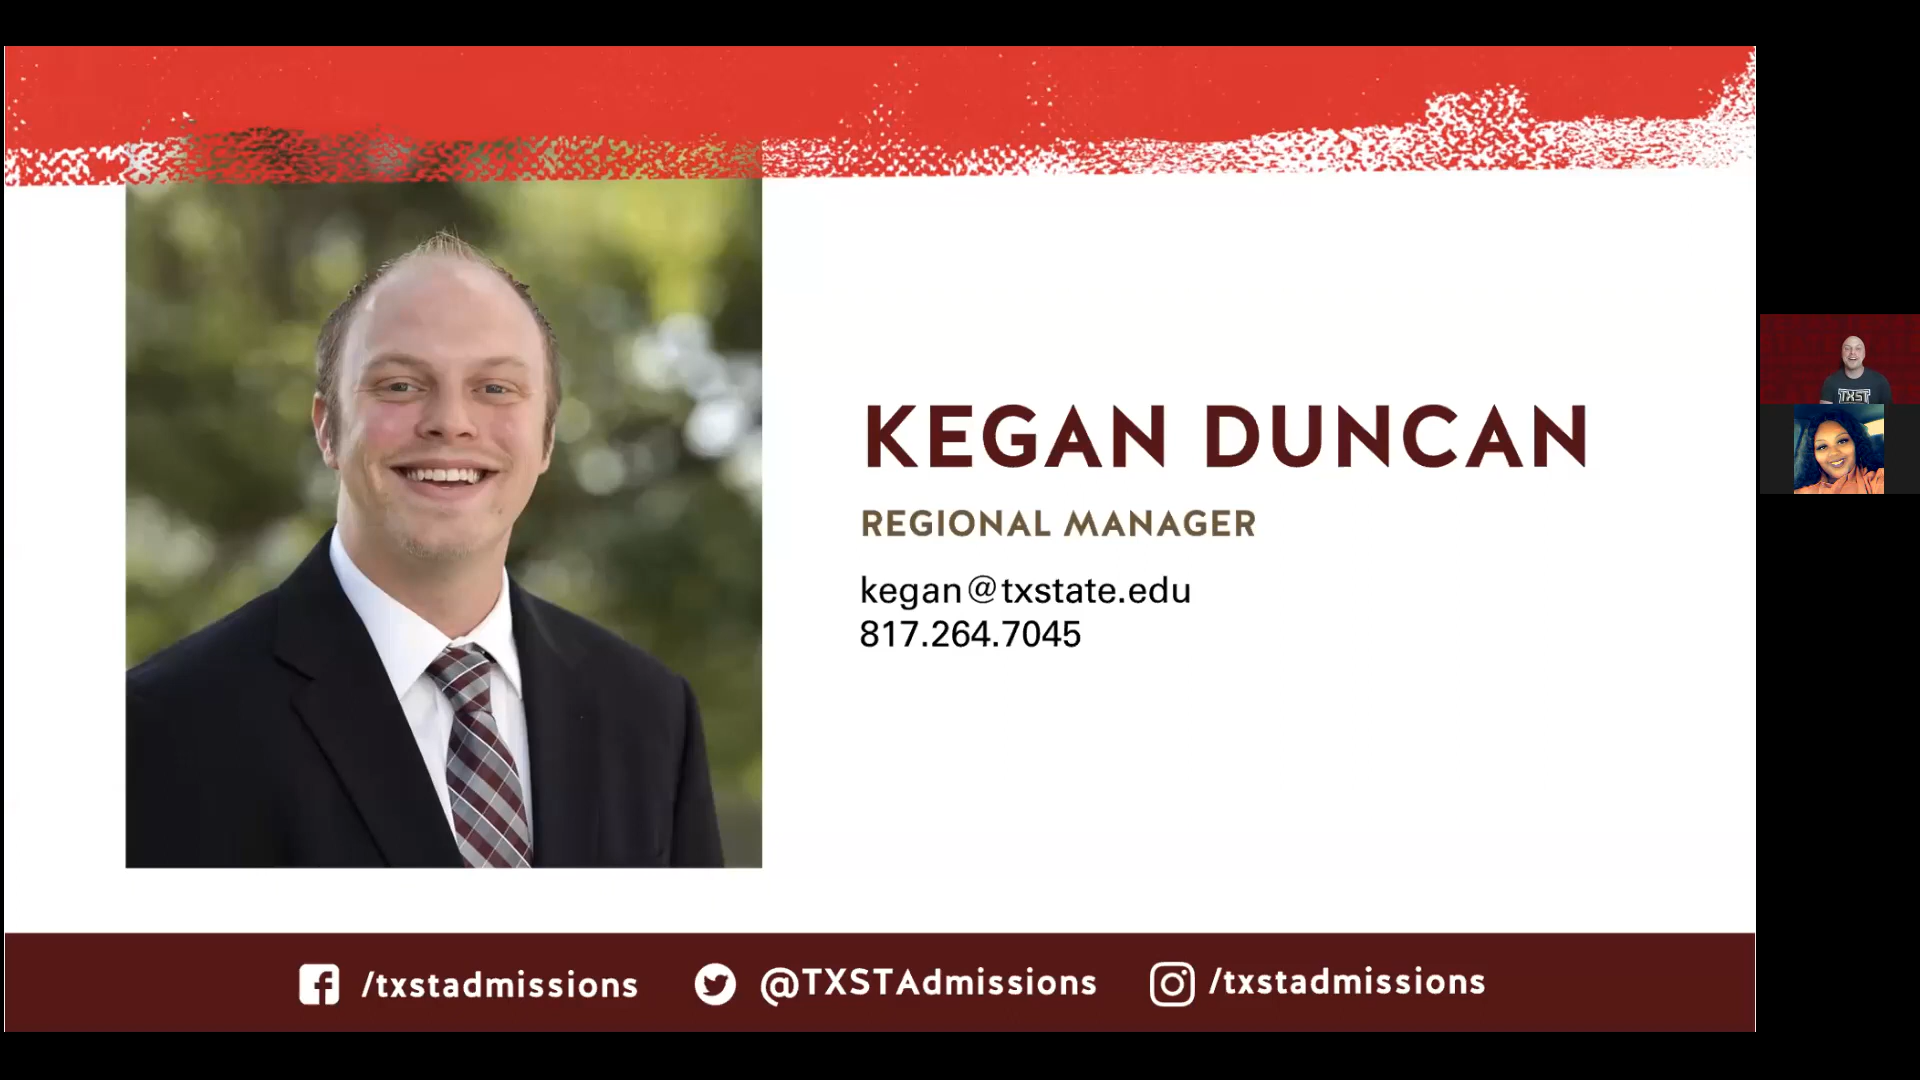 KEGAN DUNCAN
REGIONAL MANAGER
kegan@txstate.edu
817.264.7045
/txstadmissions
@TXSTAdmissions
/txstadmissions
TXST